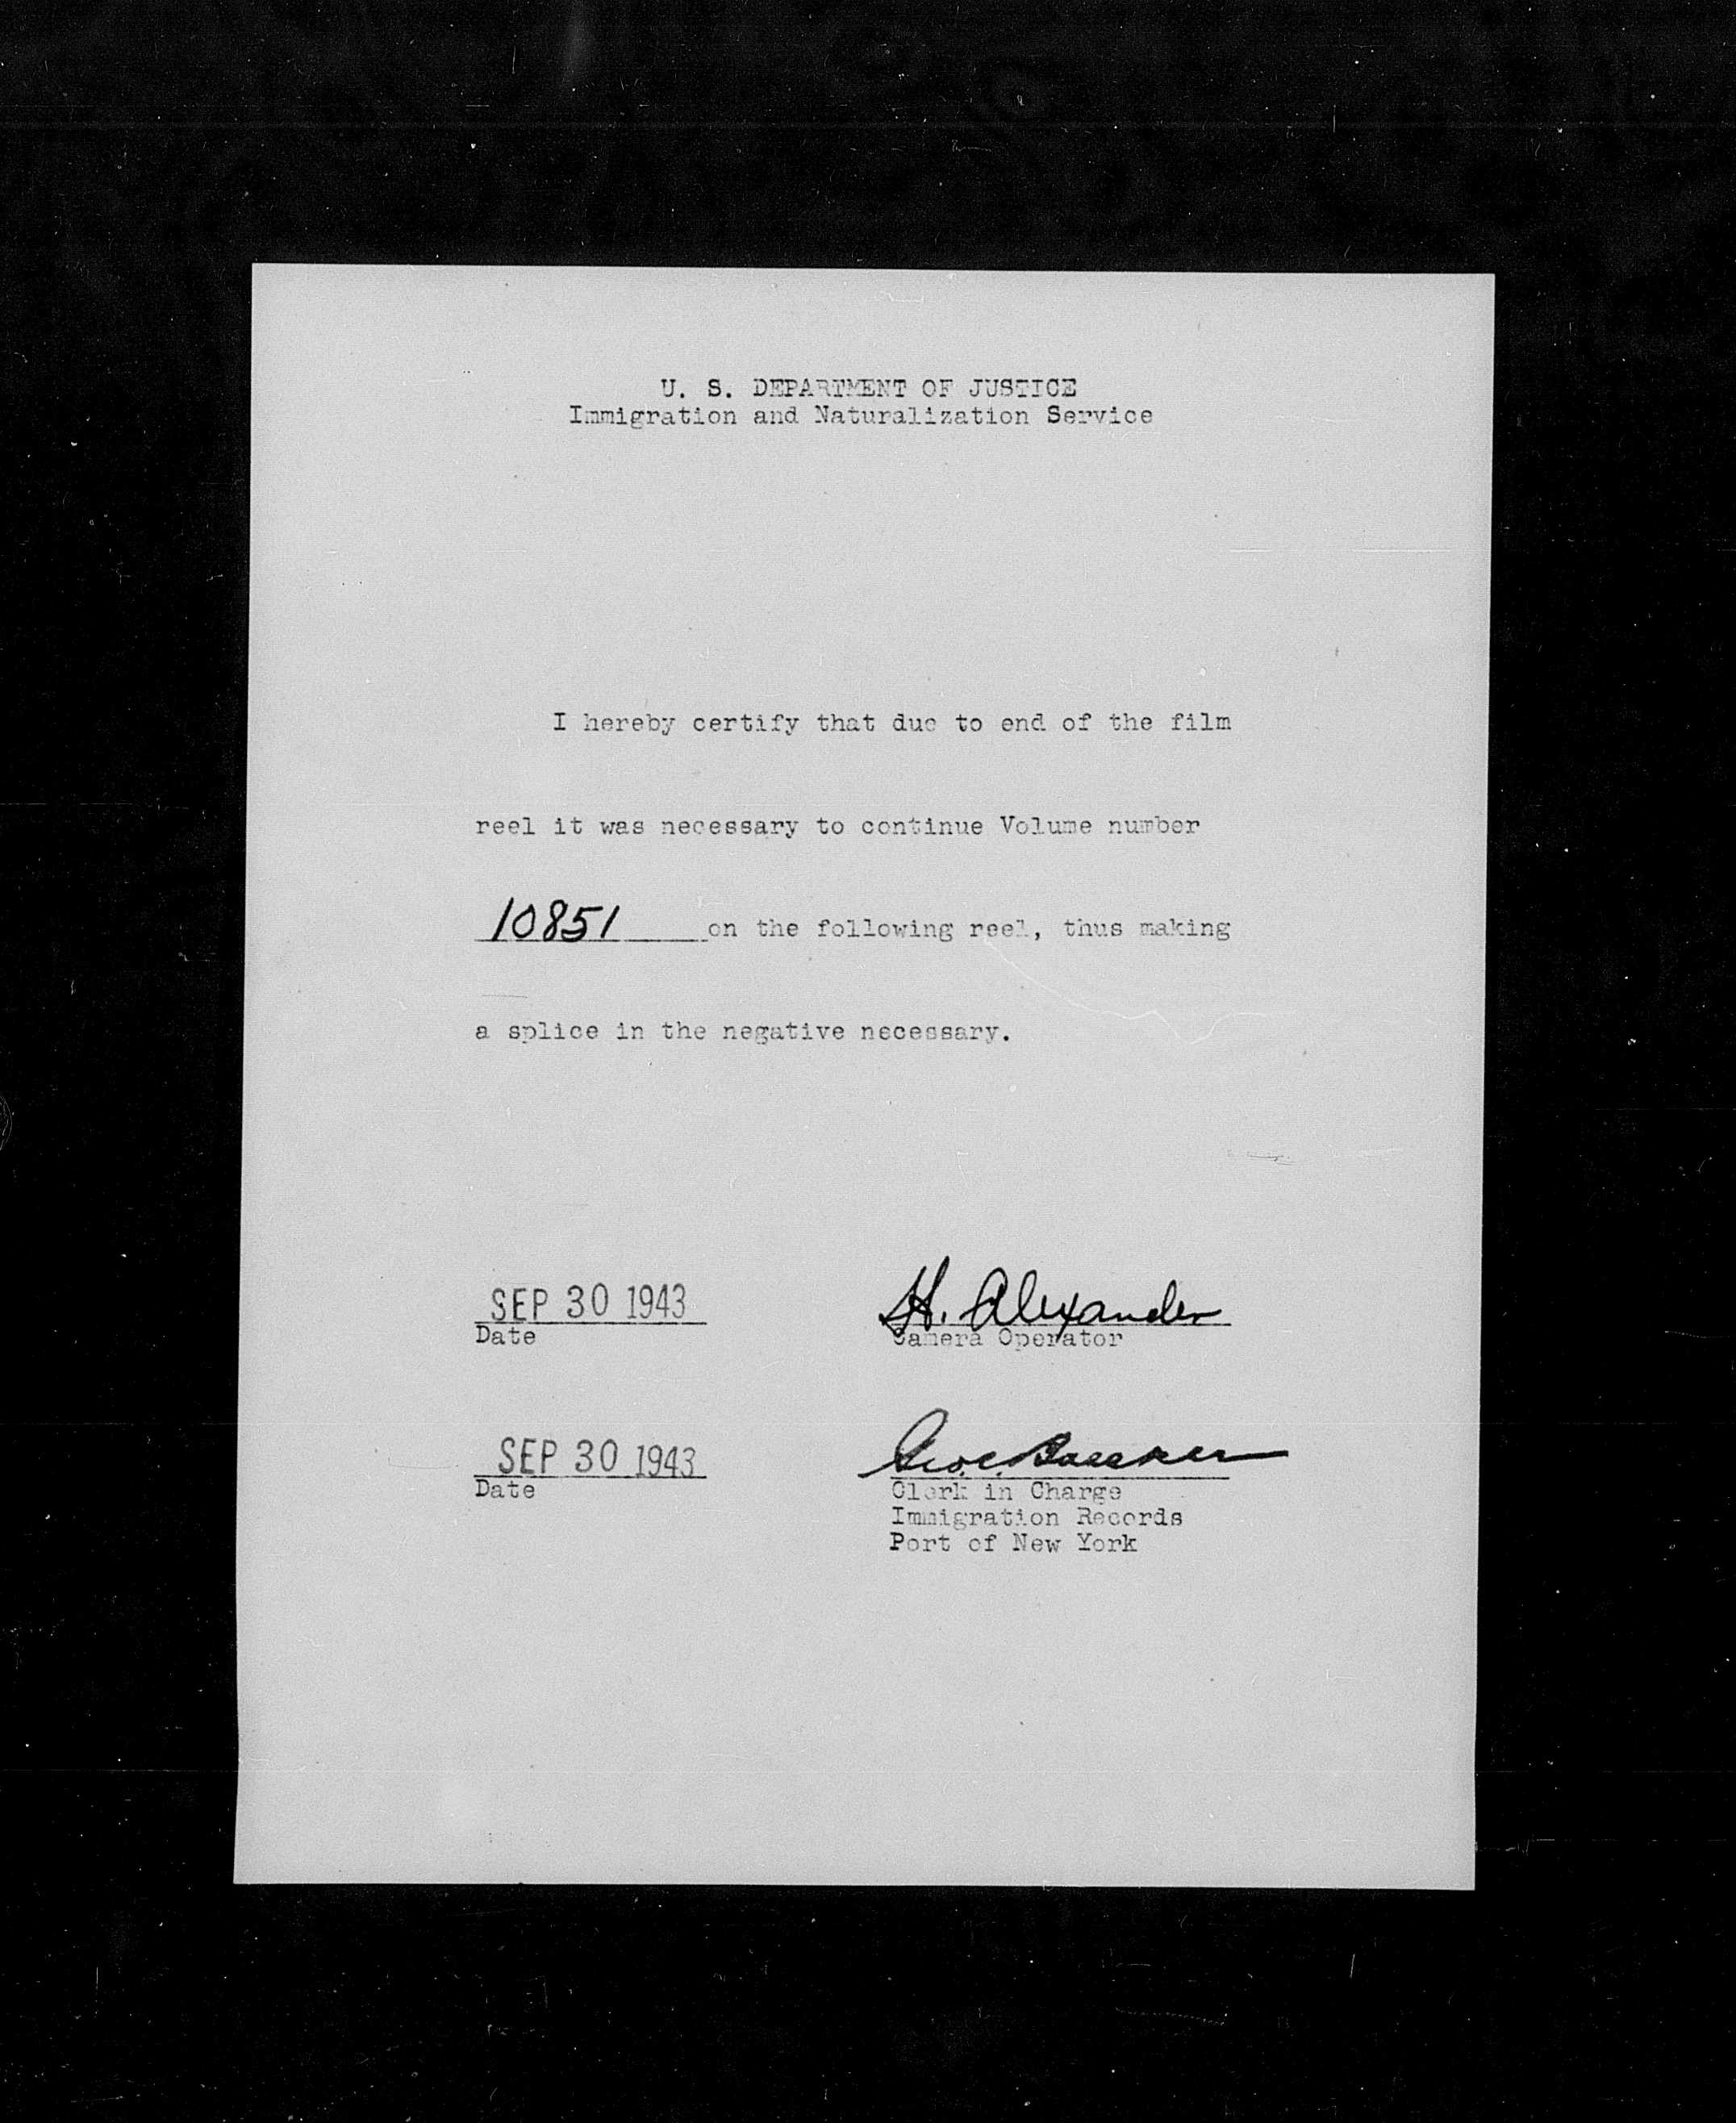 U. S. DEPARTMENT OF JUSTICE
Immigration and Naturalization Service
I hereby certify that due to end of the film
reel it was necessary to continue Volume number
10851 on the following reel, thus making
a splice in the negative necessary.
SEP 30 1943 H. Alexander
Date Camera Operator
SEP 30 1943
Date Clerk in Charge
Immigration Records
Port of New York